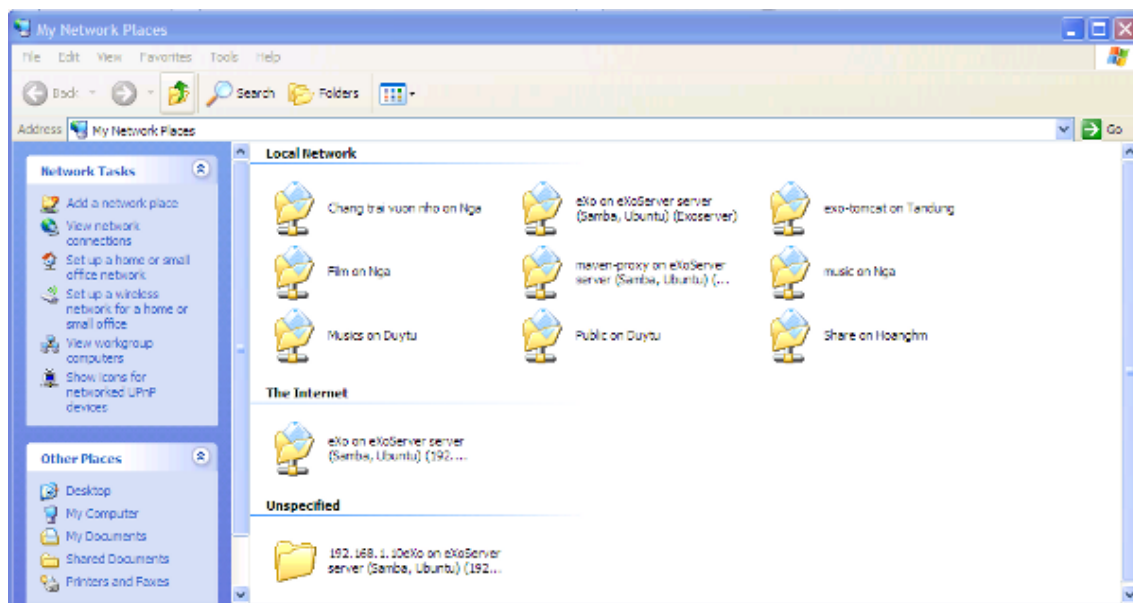 My Network Places
File Edit View Favorites Tools Help
Back Search Folders
Address My Network Places Go
Network Tasks
Add a network place
View network
connections
Set up a home or small
office network
Set up a wireless
network for a home or
small office
View workgroup
computers
Show icons for
networked UPnP
devices
Other Places
Desktop
My Computer
My Documents
Shared Documents
Printers and Faxes
Local Network
Chang trai vuon nho on Nga
eXo on eXoServer server
(Samba, Ubuntu) (Exoserver)
exo-tomcat on Tandung
Film on Nga
maven-proxy on eXoServer
server (Samba, Ubuntu) (...
music on Nga
Musics on Duytu
Public on Duytu
Share on Hoanghm
The Internet
eXo on eXoServer server
(Samba, Ubuntu) (192....
Unspecified
192.168.1.10eXo on eXoServer
server (Samba, Ubuntu) (192...